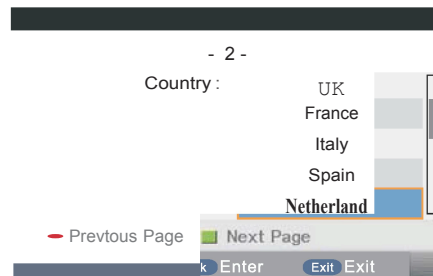 - 2 -
Country :
UK
France
Italy
Spain
Netherland
Prevtous Page Next Page
k Enter Exit Exit